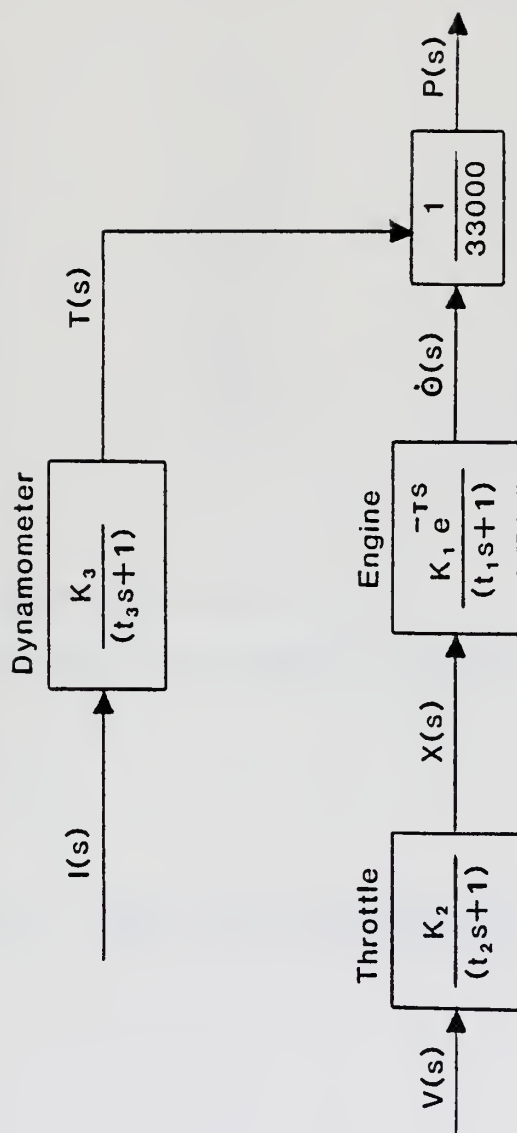 Dynamometer
I(s)
K₃
(t₃s+1)
T(s)
Throttle
Engine
V(s)
K₂
(t₂s+1)
X(s)
K₁ e^-τs
(t₁s+1)
Θ̇(s)
1
33000
P(s)